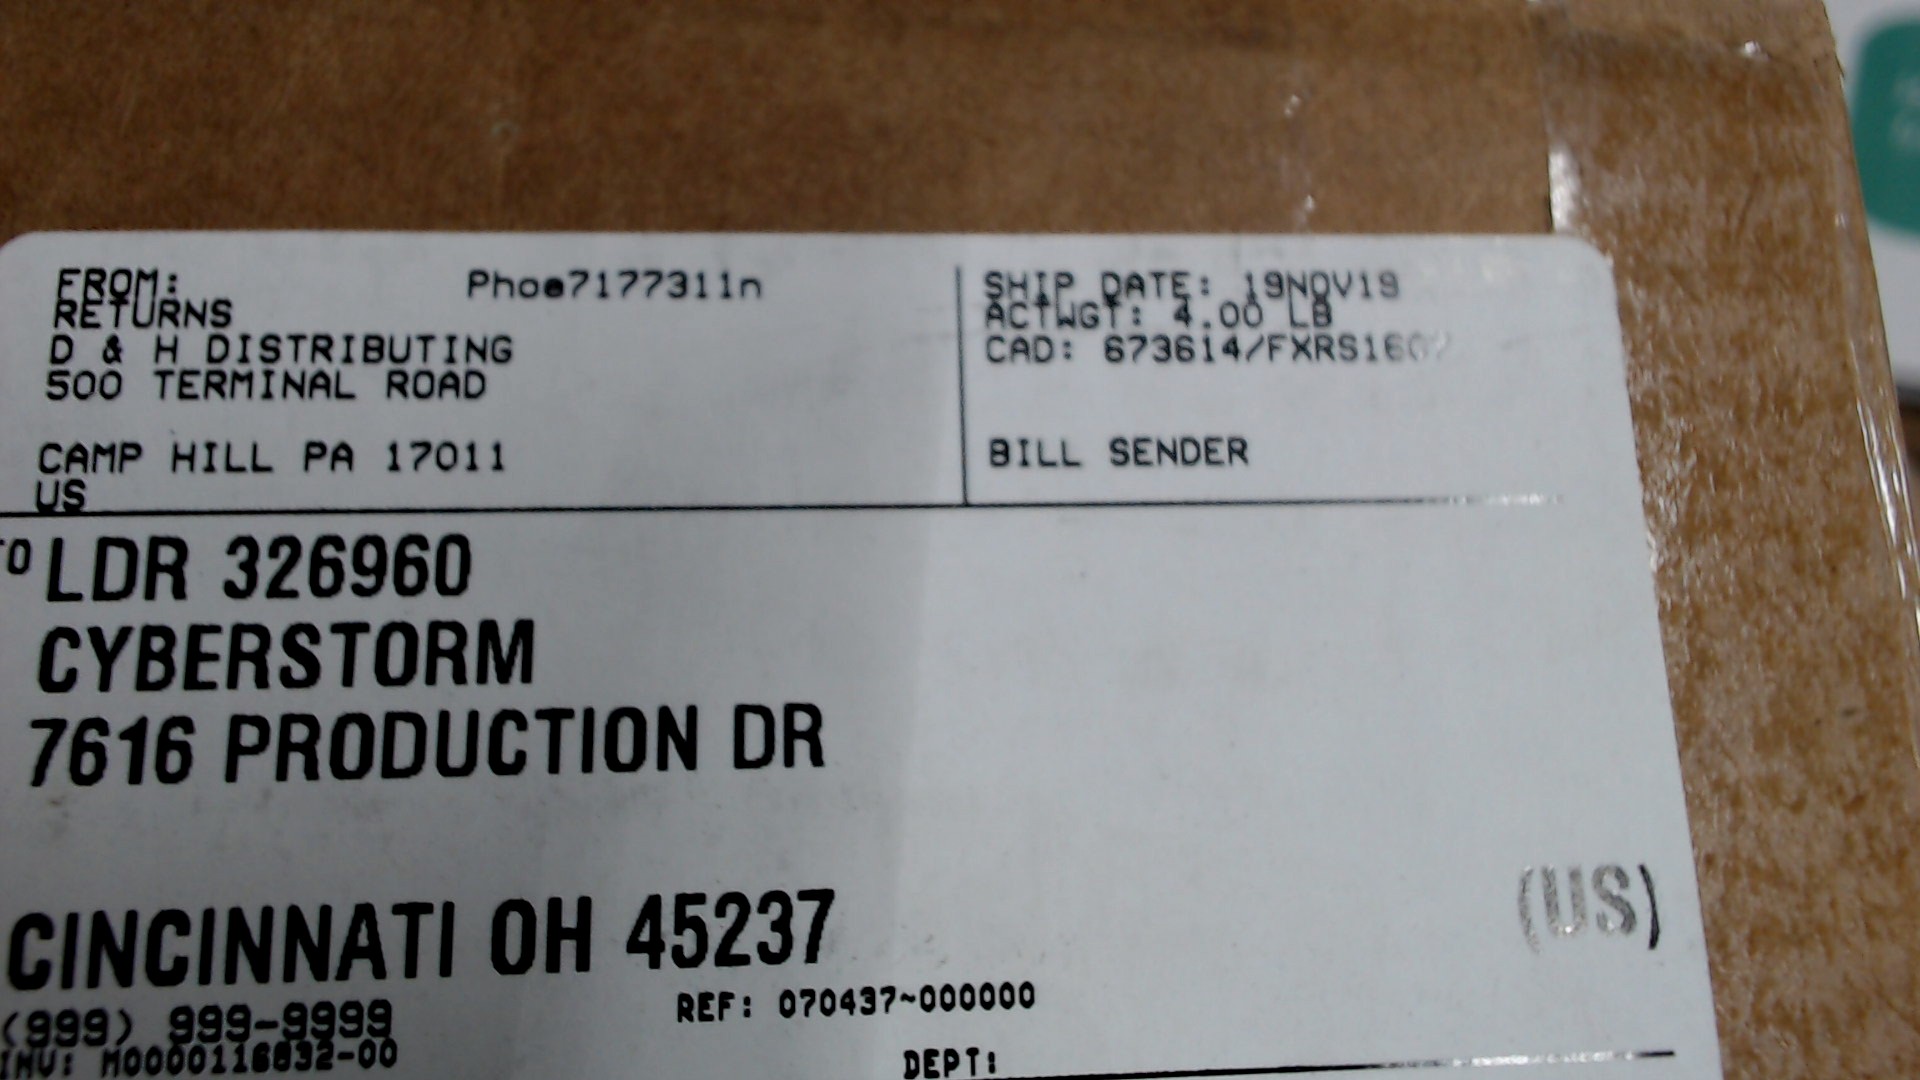 FROM: Phoe7177311n
RETURNS
D & H DISTRIBUTING
500 TERMINAL ROAD
CAMP HILL PA 17011
US
SHIP DATE: 19NOV19
ACTWGT: 4.00 LB
CAD: 673614/FXRS1607
BILL SENDER
TO LDR 326960
CYBERSTORM
7616 PRODUCTION DR
CINCINNATI OH 45237
(US)
(999) 999-9999
REF: 070437~000000
INV: M0000116832-00
DEPT: